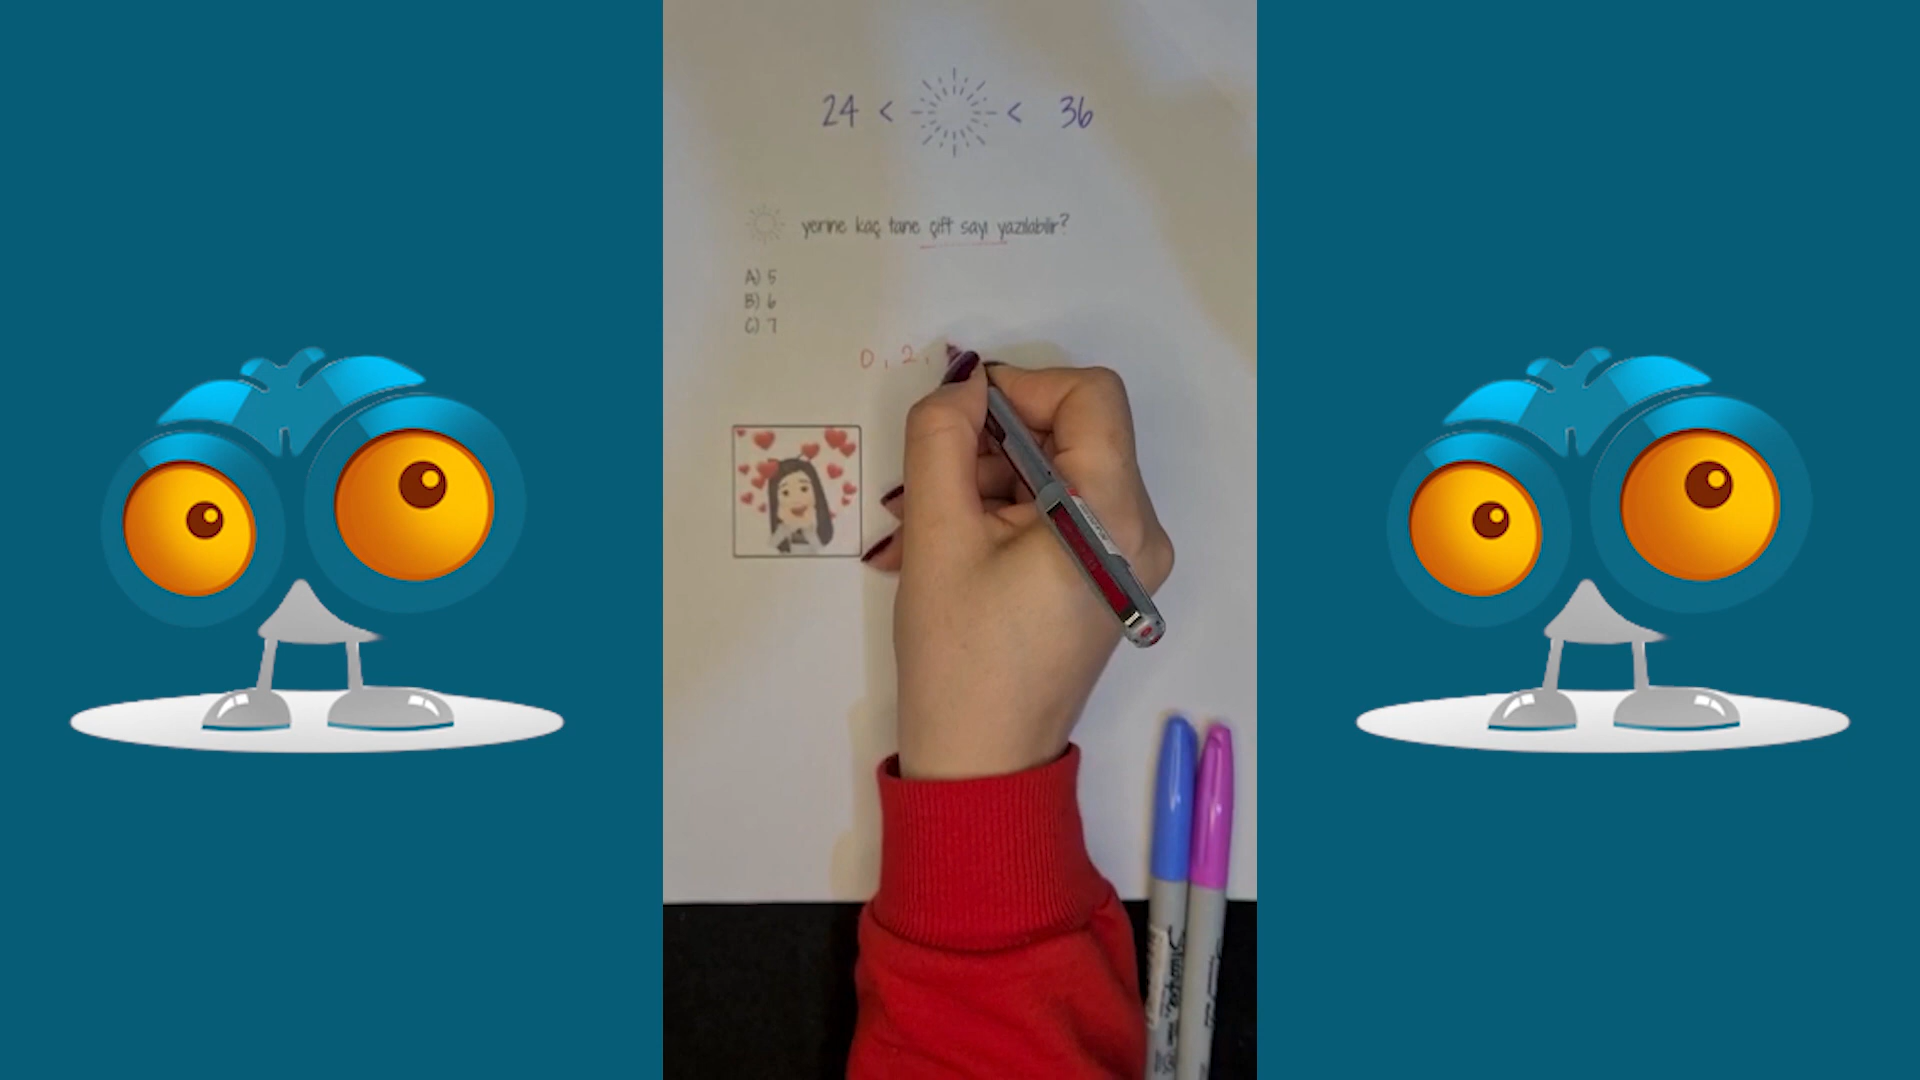 24 < < 36
yerine kaç tane çift sayı yazılabilir?
A) 5
B) 6
C) 7
0, 2,